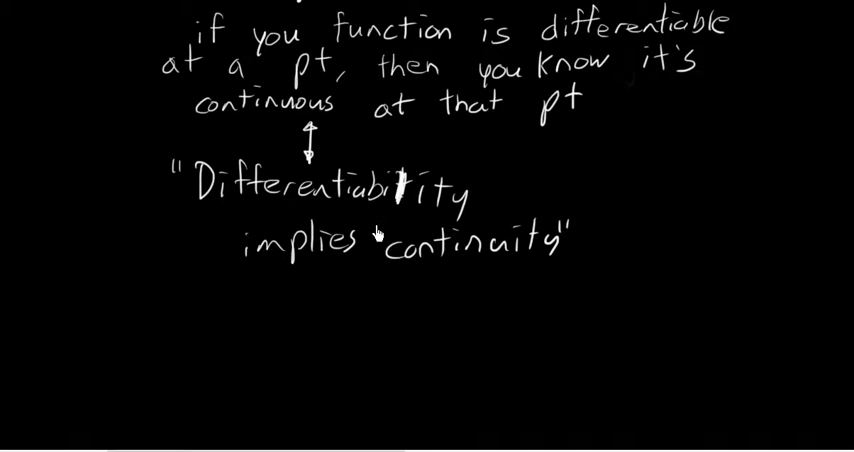 if you function is differentiable
at a pt, then you know it's
continuous at that pt
"Differentiability
implies continuity"